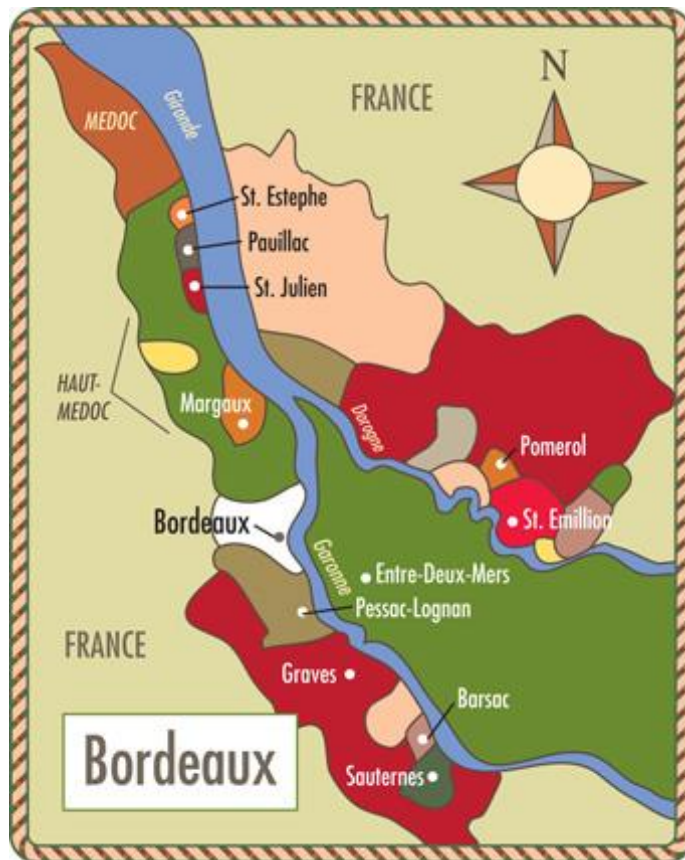 N
FRANCE
Gironde
MEDOC
St. Estephe
Pauillac
St. Julien
HAUT-
MEDOC
Margaux
Dorogne
Pomerol
St. Emillion
Bordeaux
Garonne
Entre-Deux-Mers
Pessac-Lognan
FRANCE
Graves
Barsac
Sauternes
Bordeaux